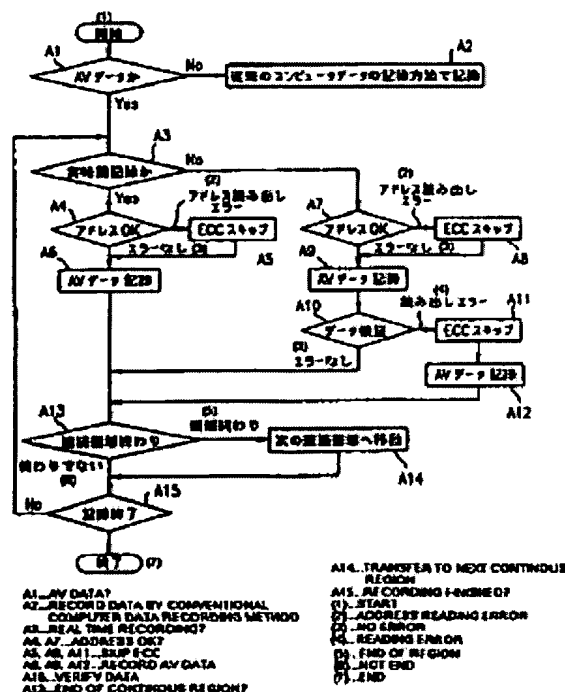 (1)
開始
A1
AVデータか
No
A2
従来のコンピュータデータの記録方法で記録
Yes
A3
実時間記録か
No
Yes
A4
アドレスOK
(2)
アドレス読み出し
エラー
ECCスキップ
A5
エラーなし (3)
A6
AVデータ記録
A7
アドレスOK
(2)
アドレス読み出し
エラー
ECCスキップ
A8
エラーなし (3)
A9
AVデータ記録
A10
データ検証
(4)
読み出しエラー
A11
ECCスキップ
(3)
エラーなし
AVデータ記録
A12
A13
連続領域終わり
(5)
領域終わり
次の連続領域へ移動
A14
終わりでない
(6)
No
A15
記録終了
終了
(7)
A1...AV DATA?
A2...RECORD DATA BY CONVENTIONAL
COMPUTER DATA RECORDING METHOD
A3...REAL TIME RECORDING?
A4, A7...ADDRESS OK?
A5, A8, A11...SKIP ECC
A6, A9, A12...RECORD AV DATA
A10...VERIFY DATA
A13...END OF CONTINOUS REGION?
A14...TRANSFER TO NEXT CONTINOUS
REGION
A15...RECORDING FINISHED?
(1)...START
(2)...ADDRESS READING ERROR
(3)...NO ERROR
(4)...READING ERROR
(5)...END OF REGION
(6)...NOT END
(7)...END